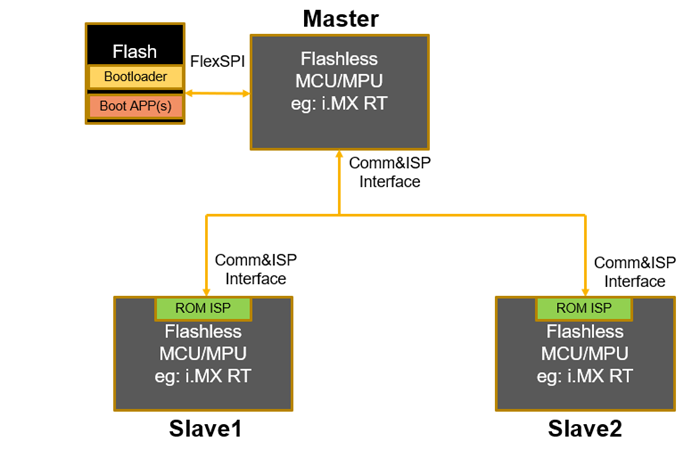 Master
Flash
Bootloader
Boot APP(s)
FlexSPI
Flashless
MCU/MPU
eg: i.MX RT
Comm&ISP
Interface
Comm&ISP
Interface
Comm&ISP
Interface
ROM ISP
Flashless
MCU/MPU
eg: i.MX RT
Slave1
ROM ISP
Flashless
MCU/MPU
eg: i.MX RT
Slave2